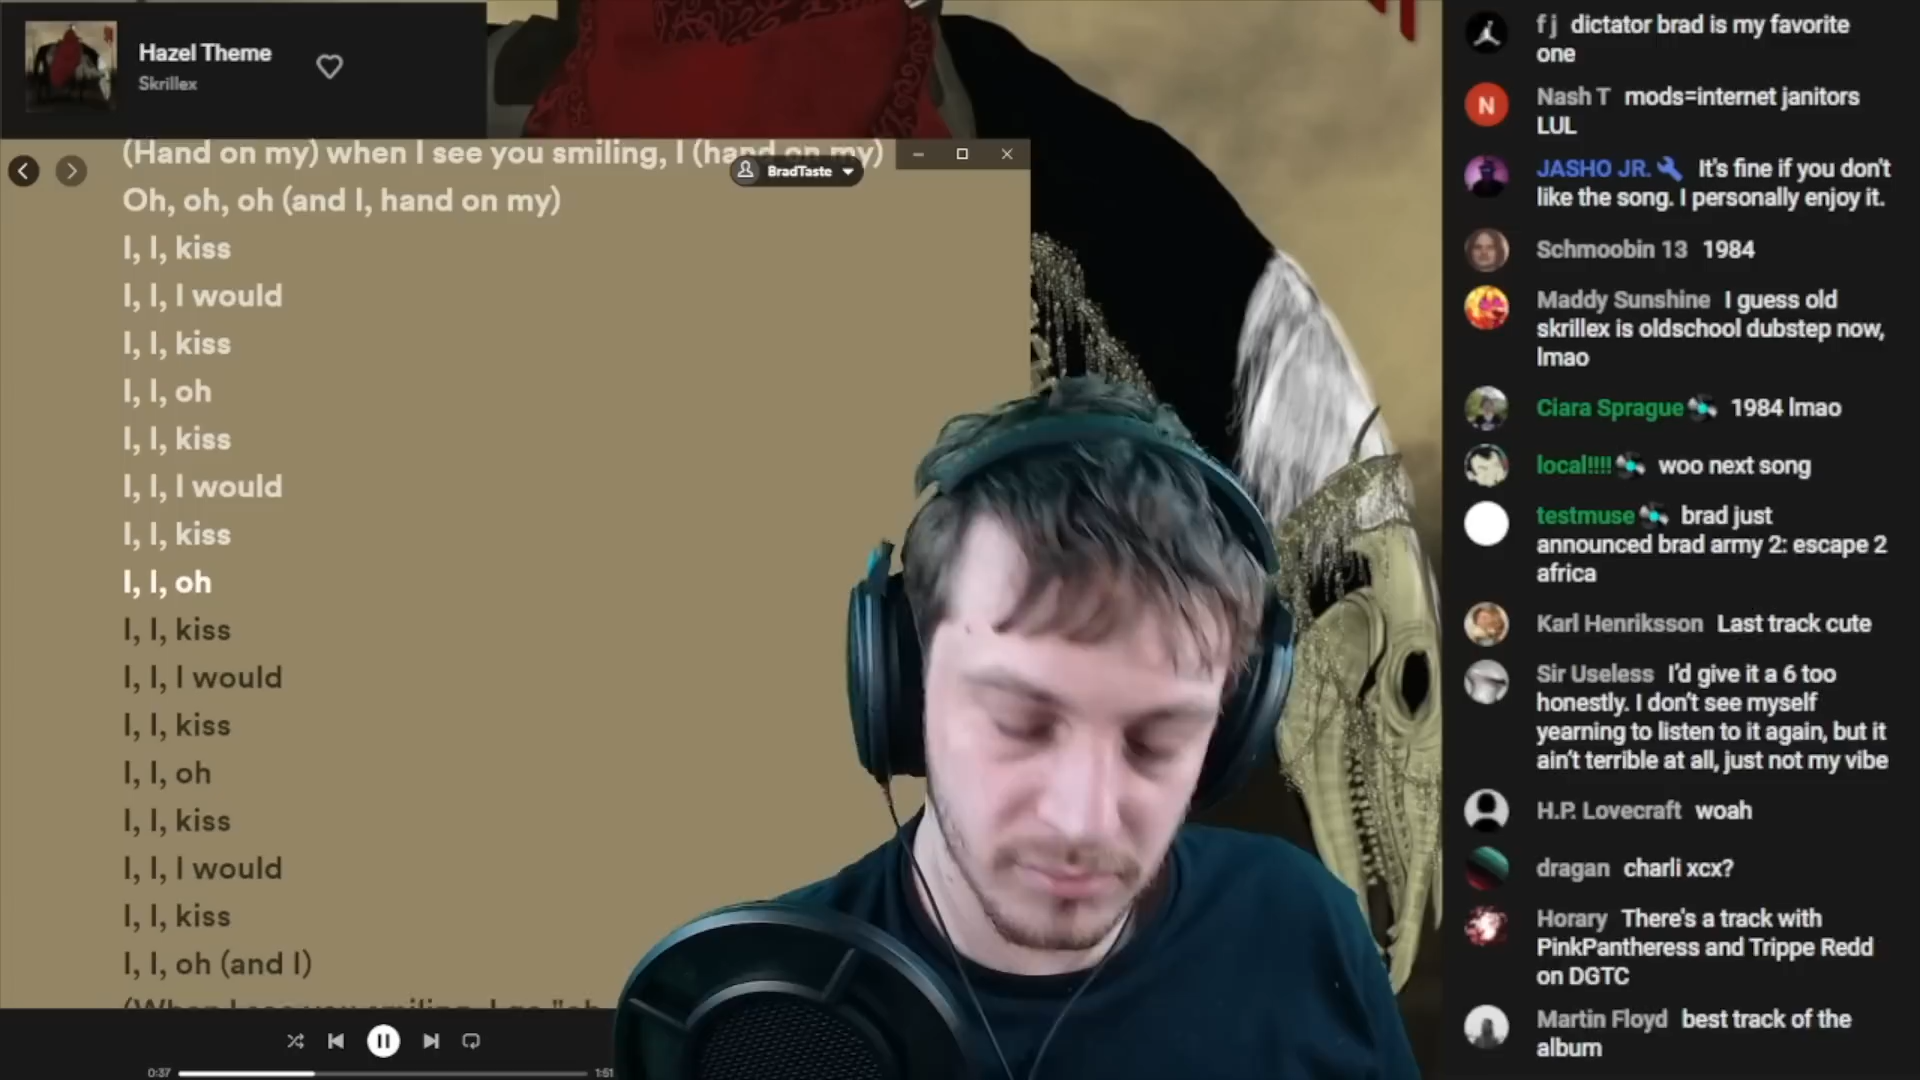 Hazel Theme
Skrillex
(Hand on my) when I see you smiling, I (hand on my)
BradTaste
Oh, oh, oh (and I, hand on my)
I, I, kiss
I, I, I would
I, I, kiss
I, I, oh
I, I, kiss
I, I, I would
I, I, kiss
I, I, oh
I, I, kiss
I, I, I would
I, I, kiss
I, I, oh
I, I, kiss
I, I, I would
I, I, kiss
I, I, oh (and I)
0:37
1:51
f j dictator brad is my favorite
one
N
Nash T mods=internet janitors
LUL
JASHO JR. It's fine if you don't
like the song. I personally enjoy it.
Schmoobin 13 1984
Maddy Sunshine I guess old
skrillex is oldschool dubstep now,
lmao
Ciara Sprague 1984 lmao
local!!!! woo next song
testmuse brad just
announced brad army 2: escape 2
africa
Karl Henriksson Last track cute
Sir Useless I'd give it a 6 too
honestly. I don't see myself
yearning to listen to it again, but it
ain't terrible at all, just not my vibe
H.P. Lovecraft woah
dragan charli xcx?
Horary There's a track with
PinkPantheress and Trippe Redd
on DGTC
Martin Floyd best track of the
album